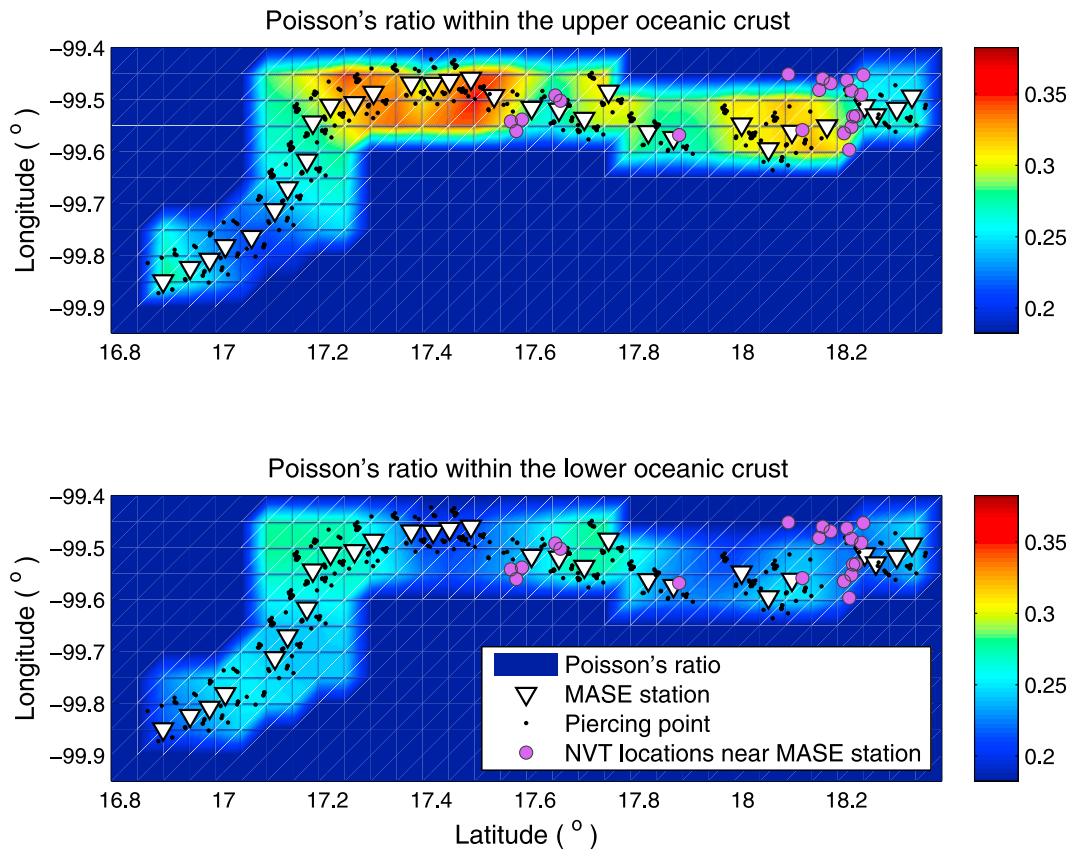 Poisson's ratio within the upper oceanic crust
−99.4
−99.5
−99.6
−99.7
−99.8
−99.9
Longitude ( ° )
16.8 17 17.2 17.4 17.6 17.8 18 18.2
0.35
0.3
0.25
0.2
Poisson's ratio within the lower oceanic crust
−99.4
−99.5
−99.6
−99.7
−99.8
−99.9
Longitude ( ° )
Poisson's ratio
MASE station
Piercing point
NVT locations near MASE station
16.8 17 17.2 17.4 17.6 17.8 18 18.2
Latitude ( ° )
0.35
0.3
0.25
0.2